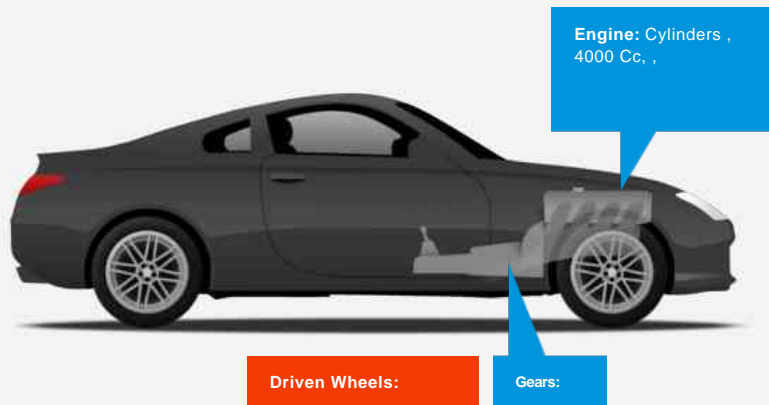 Engine: Cylinders ,
4000 Cc, ,
Driven Wheels:
Gears: